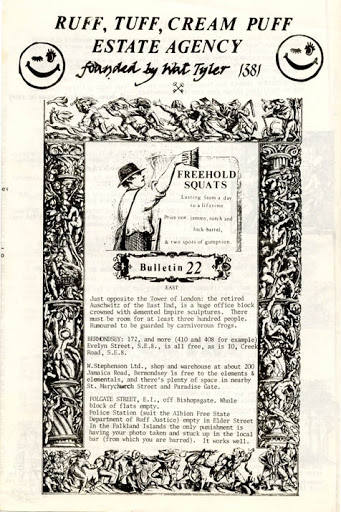 RUFF, TUFF, CREAM PUFF
ESTATE AGENCY
founded by Wat Tyler 1381
FREEHOLD
SQUATS
Lasting from a day
to a lifetime
Price one jemmy, notch and
lock-barrel,
& two spots of gumption.
Bulletin 22
EAST
Just opposite the Tower of London: the retired
Auschwitz of the East End, is a huge office block
crowned with demented Empire sculptures. There
must be room for at least three hundred people.
Rumoured to be guarded by carnivorous frogs.
BERMONDSEY: 172, and more (410 and 408 for example)
Evelyn Street, S.E.8., is all free, as is 10, Creek
Road, S.E.8.
W.Stephenson Ltd., shop and warehouse at about 200
Jamaica Road, Bermondsey is free to the elements &
elementals, and there's plenty of space in nearby
St. Marychurch Street and Paradise Gate.
FOLGATE STREET, E.1., off Bishopsgate. Whole
block of flats empty.
Police Station (suit the Albion Free State
Department of Ruff Justice) empty in Elder Street
In the Falkland Islands the only punishment is
having your photo taken and stuck up in the local
bar (from which you are barred). It works well.